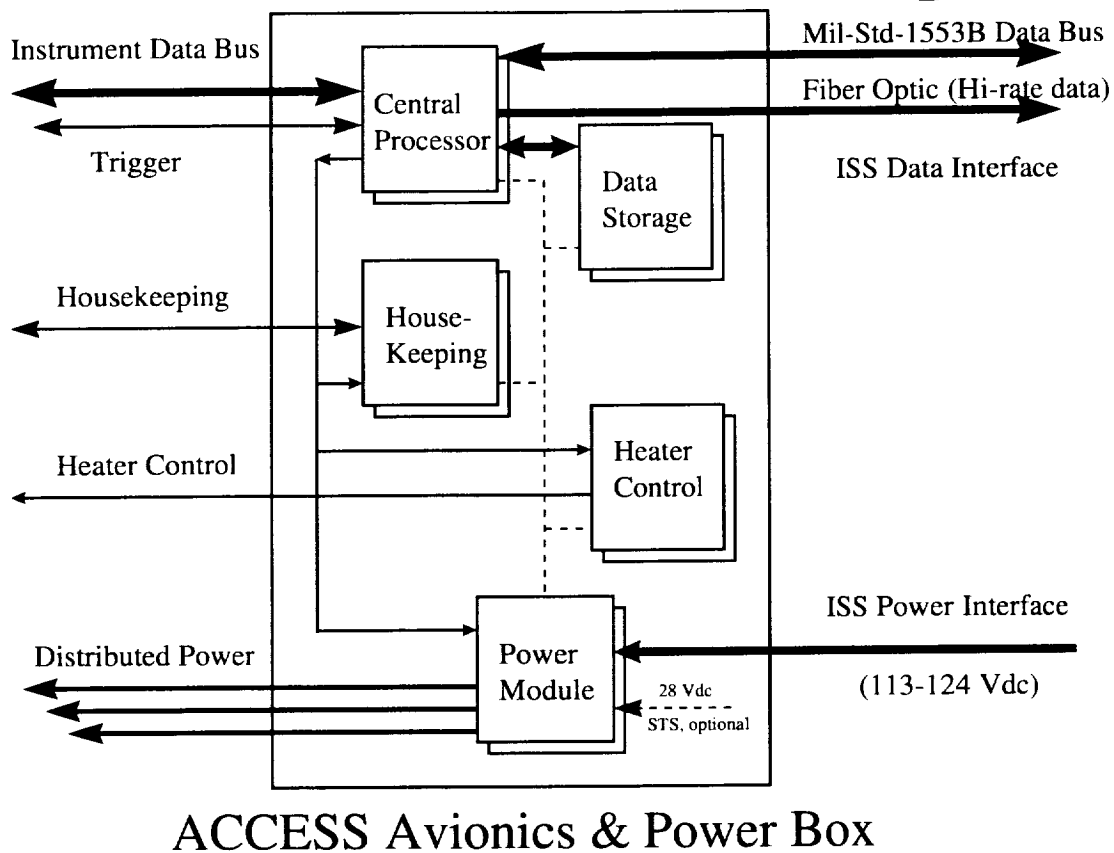 Instrument Data Bus
Trigger
Central
Processor
Mil-Std-1553B Data Bus
Fiber Optic (Hi-rate data)
ISS Data Interface
Data
Storage
Housekeeping
House-
Keeping
Heater Control
Heater
Control
ISS Power Interface
(113-124 Vdc)
Distributed Power
Power
Module
28 Vdc
STS, optional
ACCESS Avionics & Power Box